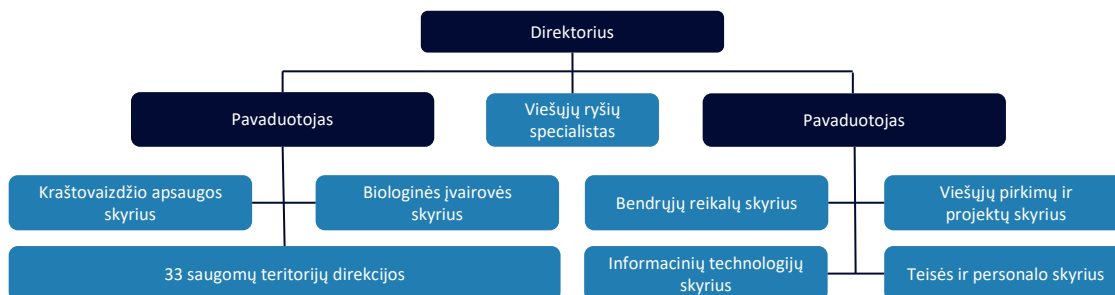 Direktorius
Pavaduotojas
Viešųjų ryšių
specialistas
Pavaduotojas
Kraštovaizdžio apsaugos
skyrius
Biologinės įvairovės
skyrius
Bendrųjų reikalų skyrius
Viešųjų pirkimų ir
projektų skyrius
33 saugomų teritorijų direkcijos
Informacinių technologijų
skyrius
Teisės ir personalo skyrius